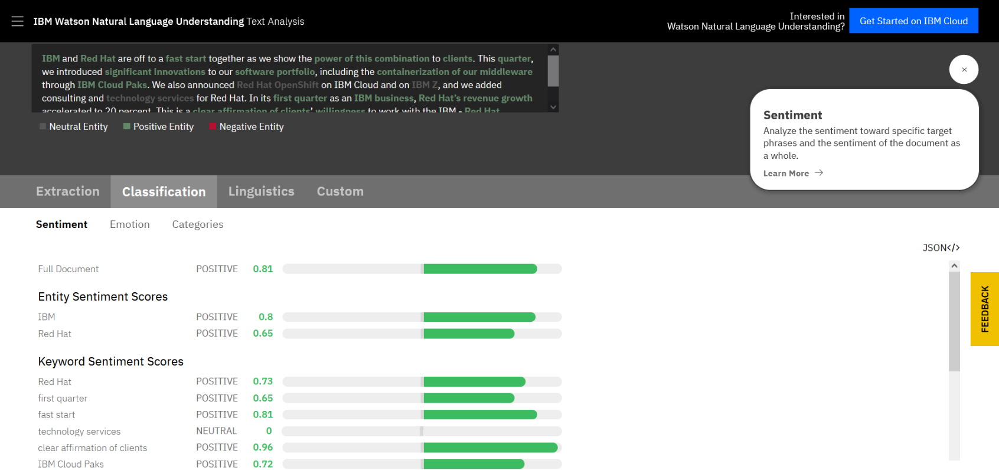 IBM Watson Natural Language Understanding Text Analysis
Interested in
Watson Natural Language Understanding?
Get Started on IBM Cloud
IBM and Red Hat are off to a fast start together as we show the power of this combination to clients. This quarter,
we introduced significant innovations to our software portfolio, including the containerization of our middleware
through IBM Cloud Paks. We also announced Red Hat OpenShift on IBM Cloud and on IBM Z, and we added
consulting and technology services for Red Hat. In its first quarter as an IBM business, Red Hat’s revenue growth
accelerated to 20 percent. This is a clear affirmation of clients’ willingness to work with the IBM - Red Hat
Neutral Entity
Positive Entity
Negative Entity
×
Sentiment
Analyze the sentiment toward specific target
phrases and the sentiment of the document as
a whole.
Learn More →
Extraction
Classification
Linguistics
Custom
Sentiment
Emotion
Categories
JSON</>
Full Document POSITIVE 0.81
Entity Sentiment Scores
IBM POSITIVE 0.8
Red Hat POSITIVE 0.65
Keyword Sentiment Scores
Red Hat POSITIVE 0.73
first quarter POSITIVE 0.65
fast start POSITIVE 0.81
technology services NEUTRAL 0
clear affirmation of clients POSITIVE 0.96
IBM Cloud Paks POSITIVE 0.72
FEEDBACK